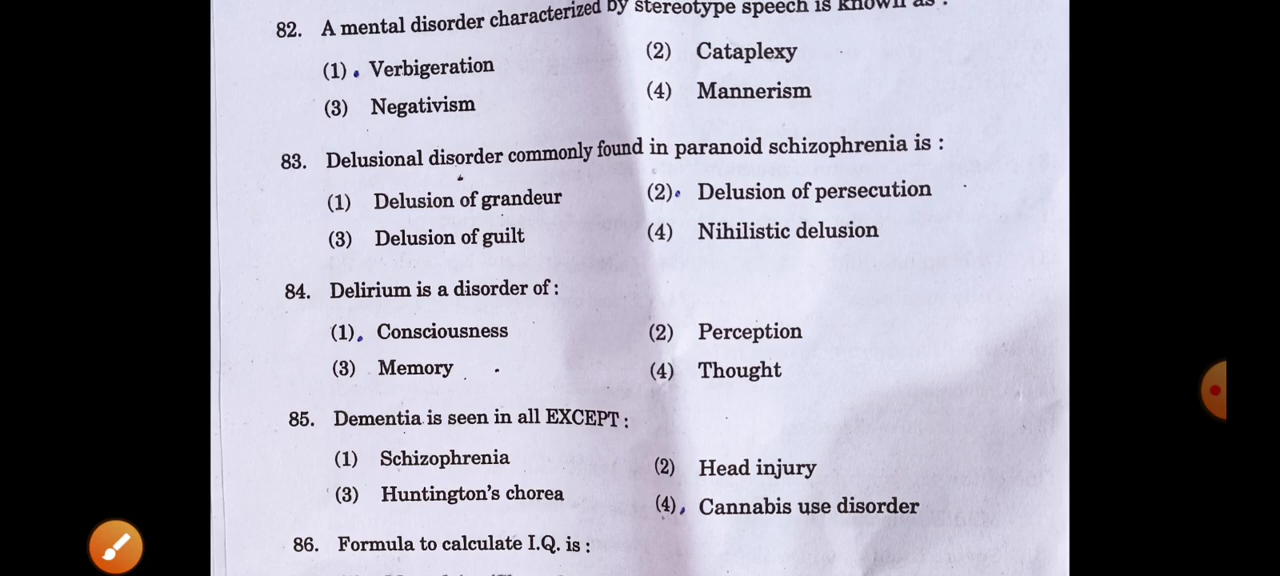 82. A mental disorder characterized by stereotype speech is known as :
(1) Verbigeration (2) Cataplexy
(3) Negativism (4) Mannerism
83. Delusional disorder commonly found in paranoid schizophrenia is :
(1) Delusion of grandeur (2) Delusion of persecution
(3) Delusion of guilt (4) Nihilistic delusion
84. Delirium is a disorder of :
(1) Consciousness (2) Perception
(3) Memory (4) Thought
85. Dementia is seen in all EXCEPT :
(1) Schizophrenia (2) Head injury
(3) Huntington's chorea (4) Cannabis use disorder
86. Formula to calculate I.Q. is :